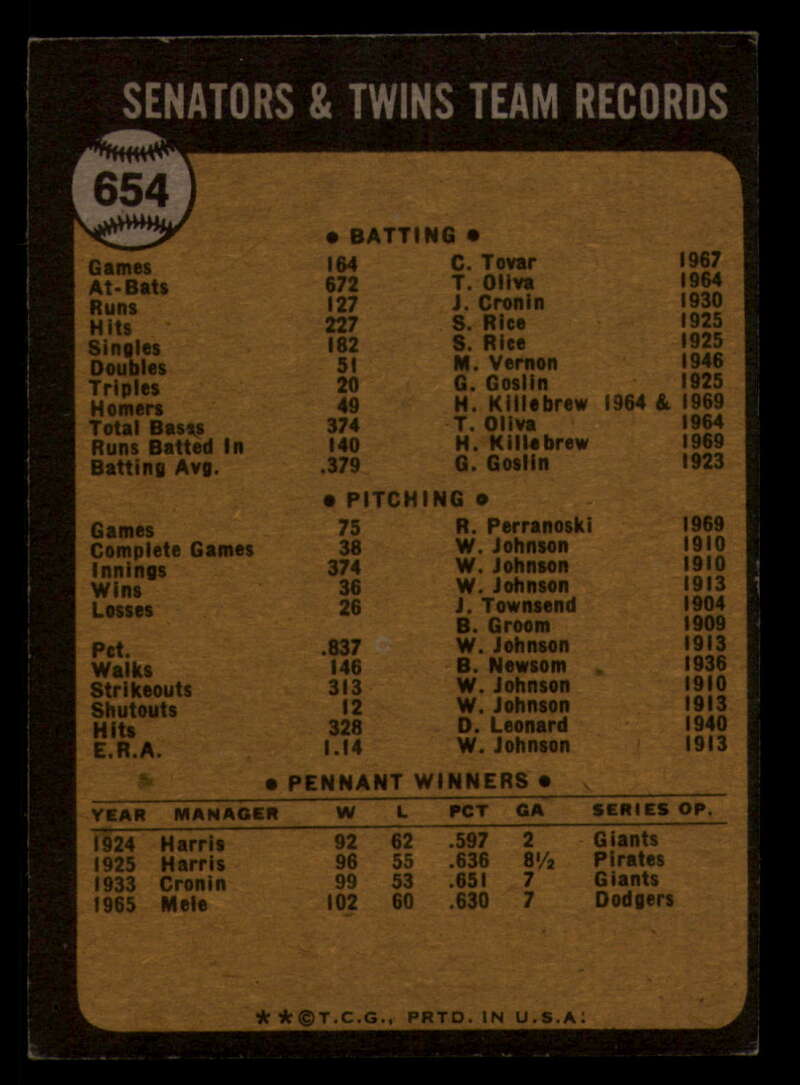 SENATORS & TWINS TEAM RECORDS
654
• BATTING •
Games 164 C. Tovar 1967
At-Bats 672 T. Oliva 1964
Runs 127 J. Cronin 1930
Hits 227 S. Rice 1925
Singles 182 S. Rice 1925
Doubles 51 M. Vernon 1946
Triples 20 G. Goslin 1925
Homers 49 H. Killebrew 1964 & 1969
Total Bases 374 T. Oliva 1964
Runs Batted In 140 H. Killebrew 1969
Batting Avg. .379 G. Goslin 1923
• PITCHING •
Games 75 R. Perranoski 1969
Complete Games 38 W. Johnson 1910
Innings 374 W. Johnson 1910
Wins 36 W. Johnson 1913
Losses 26 J. Townsend 1904
B. Groom 1909
Pct. .837 W. Johnson 1913
Walks 146 B. Newsom 1936
Strikeouts 313 W. Johnson 1910
Shutouts 12 W. Johnson 1913
Hits 328 D. Leonard 1940
E.R.A. 1.14 W. Johnson 1913
• PENNANT WINNERS •
YEAR MANAGER W L PCT GA SERIES OP.
1924 Harris 92 62 .597 2 Giants
1925 Harris 96 55 .636 8½ Pirates
1933 Cronin 99 53 .651 7 Giants
1965 Mele 102 60 .630 7 Dodgers
★ ★ © T.C.G., PRTD. IN U.S.A.